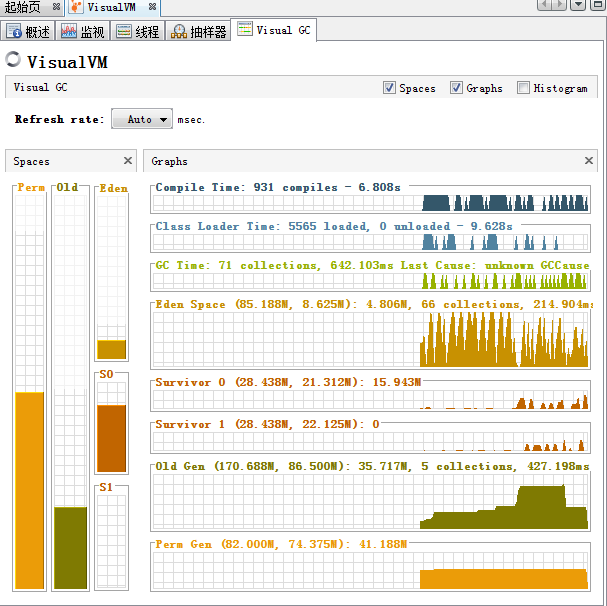 起始页 VisualVM
概述 监视 线程 抽样器 Visual GC
VisualVM
Visual GC Spaces Graphs Histogram
Refresh rate: Auto msec.
Spaces Graphs
Perm Old Eden
S0
S1
Compile Time: 931 compiles - 6.808s
Class Loader Time: 5565 loaded, 0 unloaded - 9.628s
GC Time: 71 collections, 642.103ms Last Cause: unknown GCCause
Eden Space (85.188M, 8.625M): 4.806M, 66 collections, 214.904ms
Survivor 0 (28.438M, 21.312M): 15.943M
Survivor 1 (28.438M, 22.125M): 0
Old Gen (170.688M, 86.500M): 35.717M, 5 collections, 427.198ms
Perm Gen (82.000M, 74.375M): 41.188M